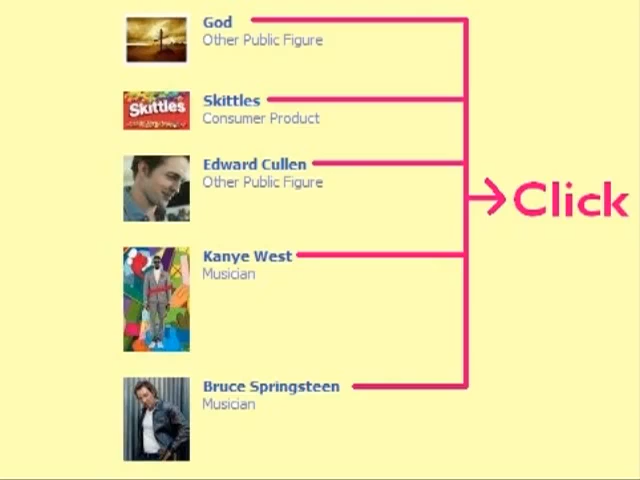 God
Other Public Figure
Skittles
Skittles
Consumer Product
Edward Cullen
Other Public Figure
Click
Kanye West
Musician
Bruce Springsteen
Musician